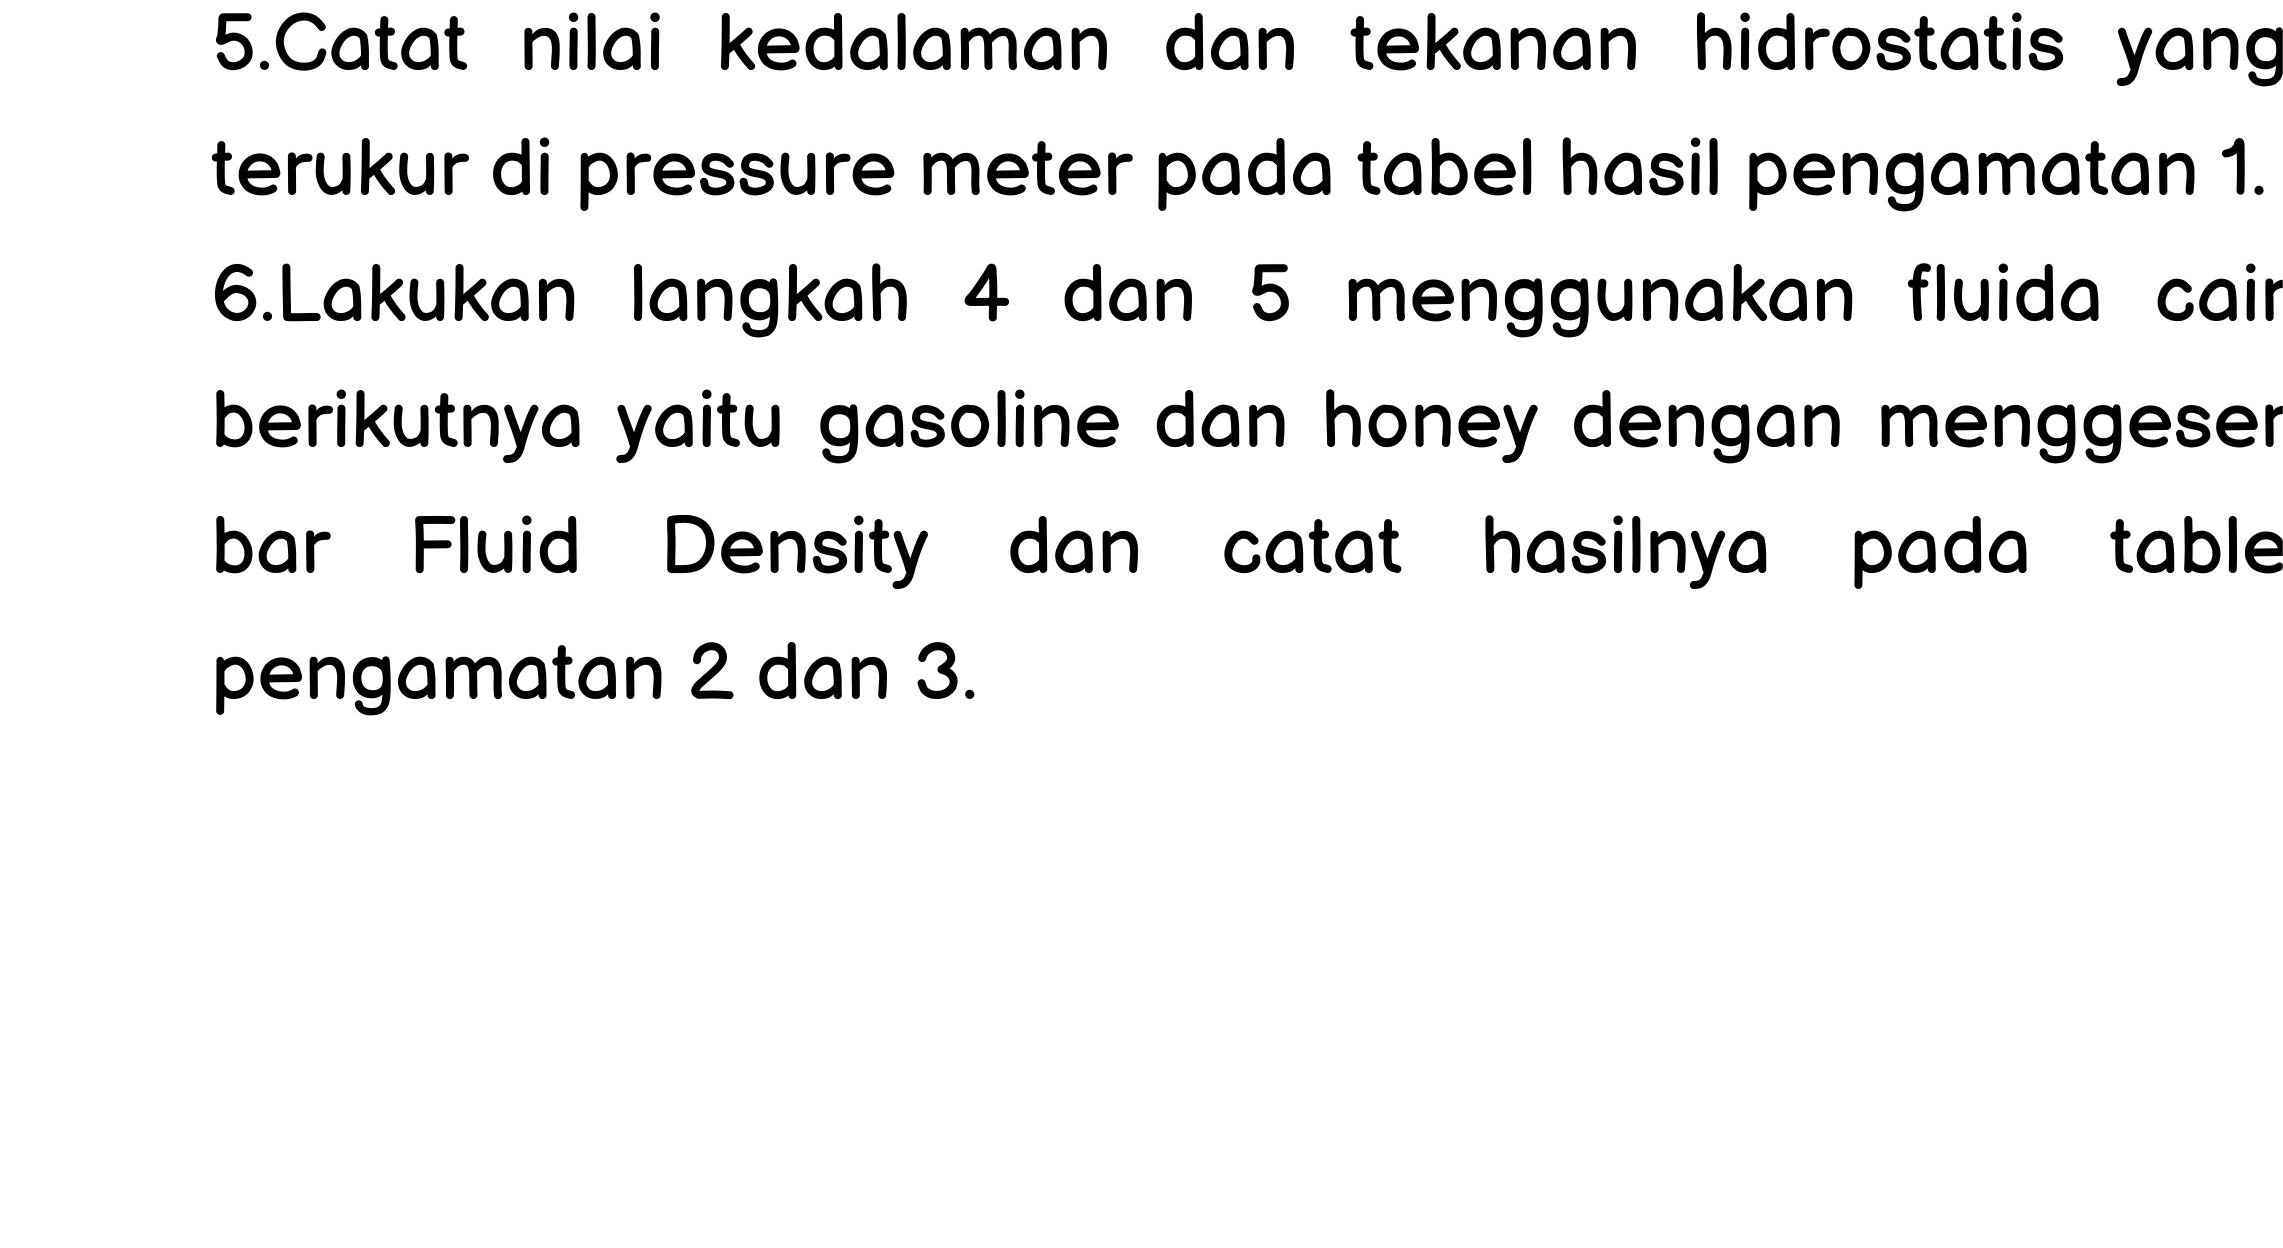 5.Catat nilai kedalaman dan tekanan hidrostatis yang
terukur di pressure meter pada tabel hasil pengamatan 1.
6.Lakukan langkah 4 dan 5 menggunakan fluida cair
berikutnya yaitu gasoline dan honey dengan menggeser
bar Fluid Density dan catat hasilnya pada table
pengamatan 2 dan 3.